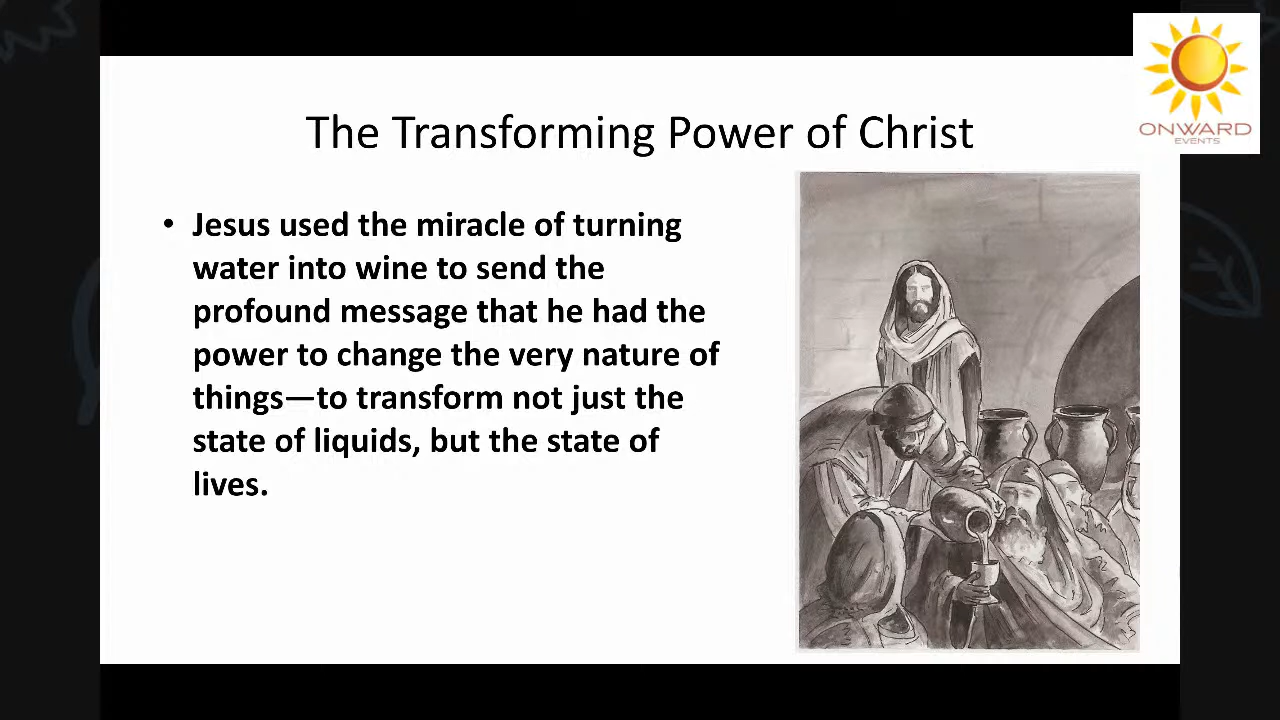 The Transforming Power of Christ
ONWARD
EVENTS
• Jesus used the miracle of turning
water into wine to send the
profound message that he had the
power to change the very nature of
things—to transform not just the
state of liquids, but the state of
lives.